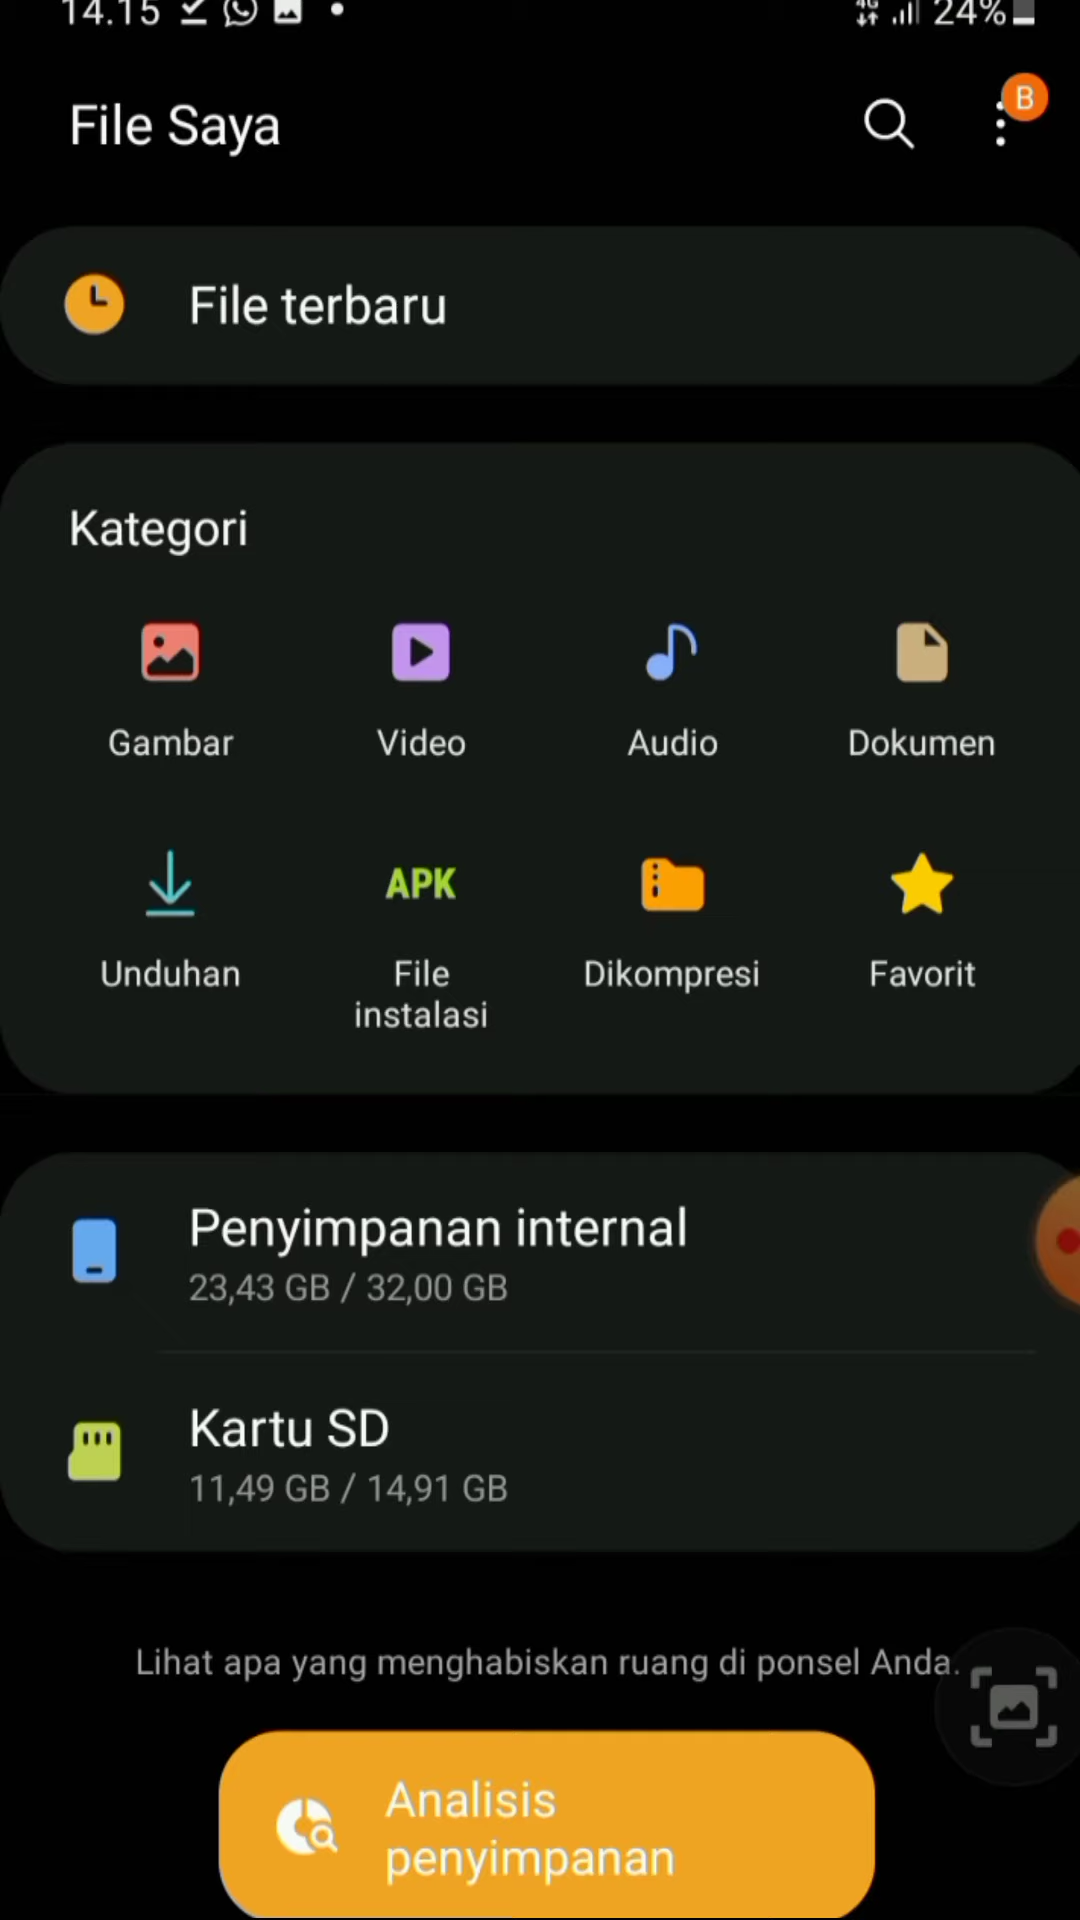 14.15 4G 24%
File Saya
B
File terbaru
Kategori
Gambar Video Audio Dokumen
APK
Unduhan File instalasi Dikompresi Favorit
Penyimpanan internal
23,43 GB / 32,00 GB
Kartu SD
11,49 GB / 14,91 GB
Lihat apa yang menghabiskan ruang di ponsel Anda.
Analisis
penyimpanan